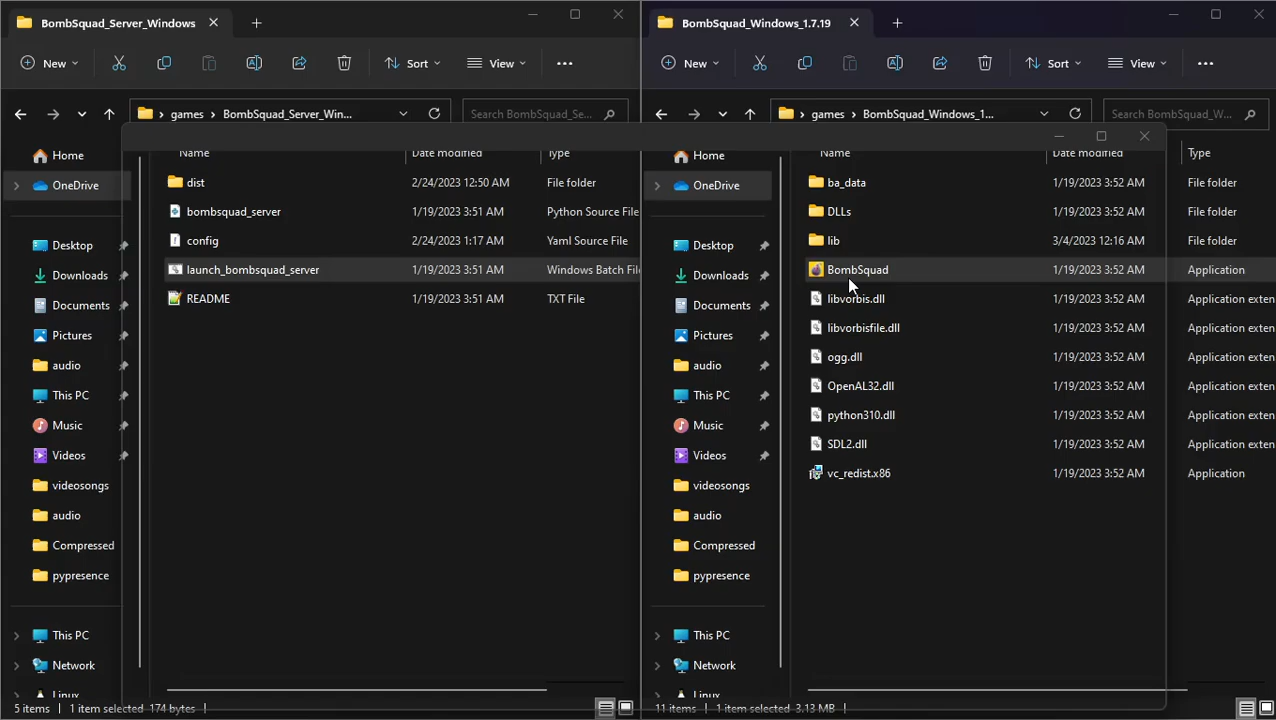 BombSquad_Server_Windows
New
Sort
View
games
BombSquad_Server_Win...
Search BombSquad_Se...
Home
OneDrive
Desktop
Downloads
Documents
Pictures
audio
This PC
Music
Videos
videosongs
audio
Compressed
pypresence
This PC
Network
Linux
Name
Date modified
Type
dist
2/24/2023 12:50 AM
File folder
bombsquad_server
1/19/2023 3:51 AM
Python Source File
config
2/24/2023 1:17 AM
Yaml Source File
launch_bombsquad_server
1/19/2023 3:51 AM
Windows Batch File
README
1/19/2023 3:51 AM
TXT File
5 items
1 item selected 174 bytes
BombSquad_Windows_1.7.19
New
Sort
View
games
BombSquad_Windows_1...
Search BombSquad_W...
Home
OneDrive
Desktop
Downloads
Documents
Pictures
audio
This PC
Music
Videos
videosongs
audio
Compressed
pypresence
This PC
Network
Linux
Name
Date modified
Type
ba_data
1/19/2023 3:52 AM
File folder
DLLs
1/19/2023 3:52 AM
File folder
lib
3/4/2023 12:16 AM
File folder
BombSquad
1/19/2023 3:52 AM
Application
libvorbis.dll
1/19/2023 3:52 AM
Application exten
libvorbisfile.dll
1/19/2023 3:52 AM
Application exten
ogg.dll
1/19/2023 3:52 AM
Application exten
OpenAL32.dll
1/19/2023 3:52 AM
Application exten
python310.dll
1/19/2023 3:52 AM
Application exten
SDL2.dll
1/19/2023 3:52 AM
Application exten
vc_redist.x86
1/19/2023 3:52 AM
Application
11 items
1 item selected 3.13 MB